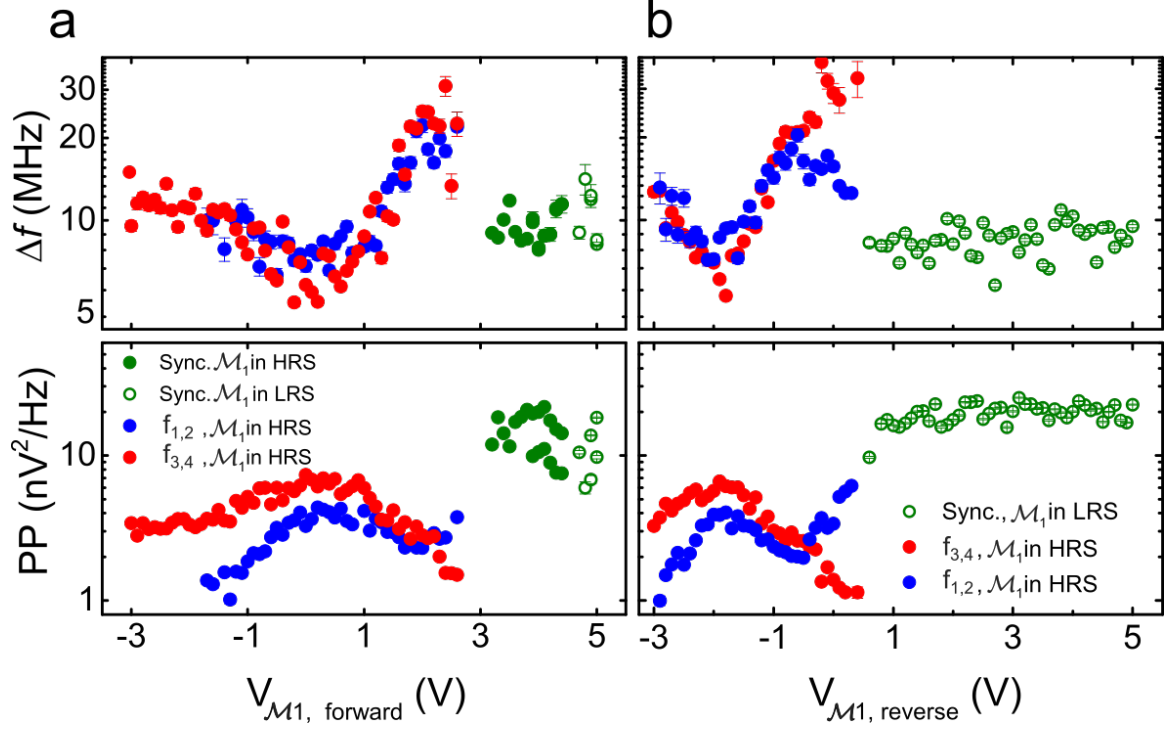 a
b
Δf (MHz)
30
20
10
5
PP (nV²/Hz)
10
1
Sync. ℳ₁ in HRS
Sync. ℳ₁ in LRS
f₁,₂ , ℳ₁ in HRS
f₃,₄ , ℳ₁ in HRS
Sync., ℳ₁ in LRS
f₃,₄, ℳ₁ in HRS
f₁,₂, ℳ₁ in HRS
-3 -1 1 3 5
-3 -1 1 3 5
V ℳ1, forward (V)
V ℳ1, reverse (V)